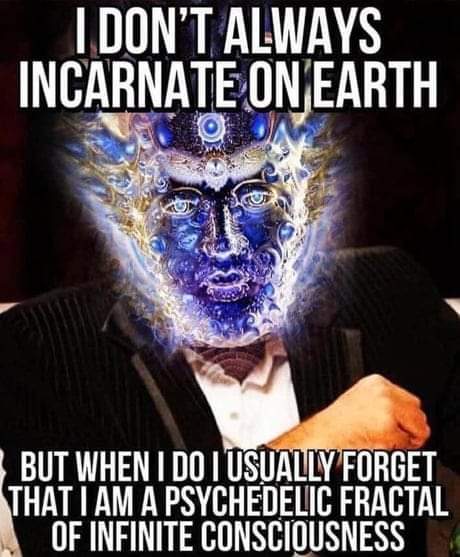 I DON'T ALWAYS
INCARNATE ON EARTH
BUT WHEN I DO I USUALLY FORGET
THAT I AM A PSYCHEDELIC FRACTAL
OF INFINITE CONSCIOUSNESS